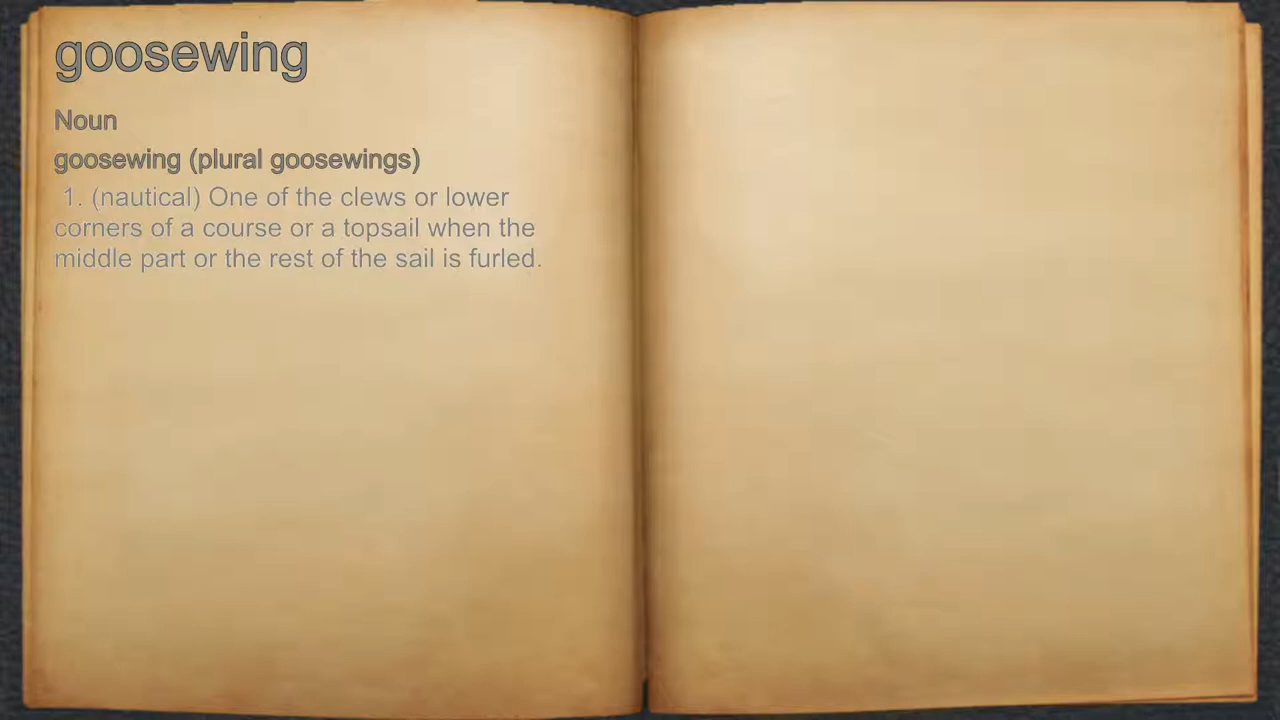 goosewing
Noun
goosewing (plural goosewings)
1. (nautical) One of the clews or lower
corners of a course or a topsail when the
middle part or the rest of the sail is furled.